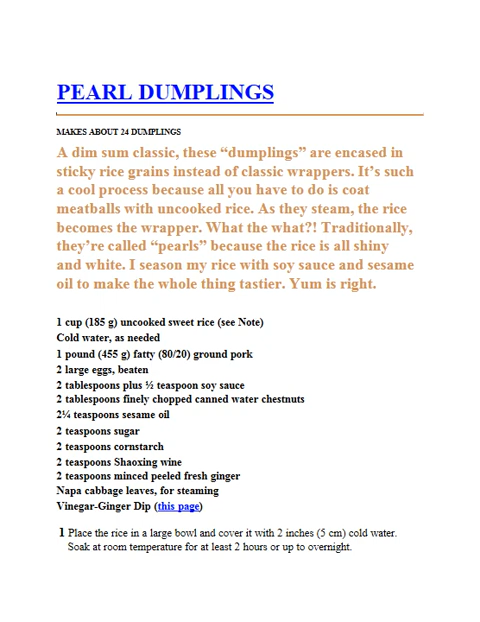 PEARL DUMPLINGS
MAKES ABOUT 24 DUMPLINGS
A dim sum classic, these “dumplings” are encased in
sticky rice grains instead of classic wrappers. It’s such
a cool process because all you have to do is coat
meatballs with uncooked rice. As they steam, the rice
becomes the wrapper. What the what?! Traditionally,
they’re called “pearls” because the rice is all shiny
and white. I season my rice with soy sauce and sesame
oil to make the whole thing tastier. Yum is right.
1 cup (185 g) uncooked sweet rice (see Note)
Cold water, as needed
1 pound (455 g) fatty (80/20) ground pork
2 large eggs, beaten
2 tablespoons plus ½ teaspoon soy sauce
2 tablespoons finely chopped canned water chestnuts
2¼ teaspoons sesame oil
2 teaspoons sugar
2 teaspoons cornstarch
2 teaspoons Shaoxing wine
2 teaspoons minced peeled fresh ginger
Napa cabbage leaves, for steaming
Vinegar-Ginger Dip (this page)
1 Place the rice in a large bowl and cover it with 2 inches (5 cm) cold water.
Soak at room temperature for at least 2 hours or up to overnight.